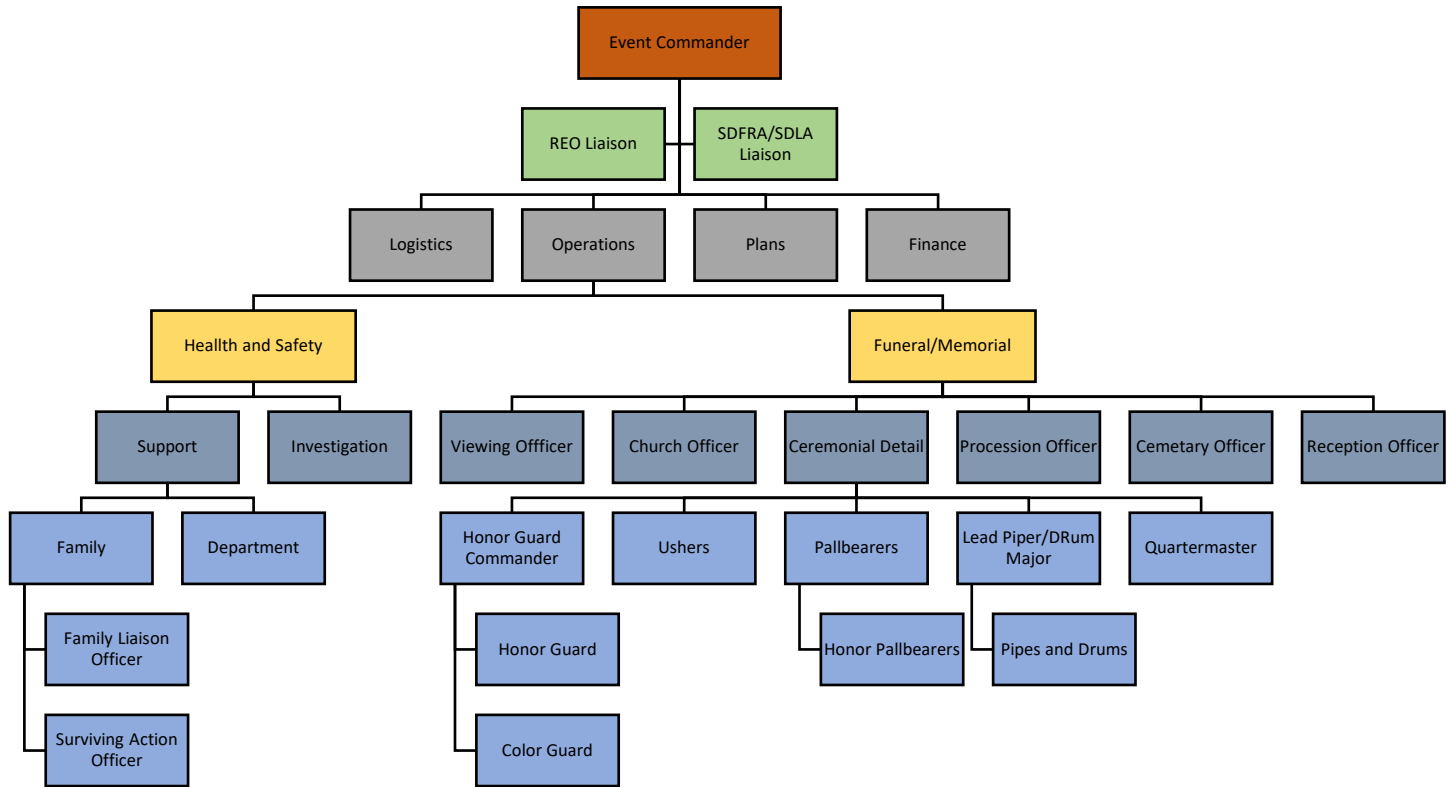 Event Commander
REO Liaison
SDFRA/SDLA
Liaison
Logistics
Operations
Plans
Finance
Heallth and Safety
Funeral/Memorial
Support
Investigation
Viewing Offficer
Church Officer
Ceremonial Detail
Procession Officer
Cemetary Officer
Reception Officer
Family
Department
Honor Guard
Commander
Ushers
Pallbearers
Lead Piper/DRum
Major
Quartermaster
Family Liaison
Officer
Honor Guard
Honor Pallbearers
Pipes and Drums
Surviving Action
Officer
Color Guard